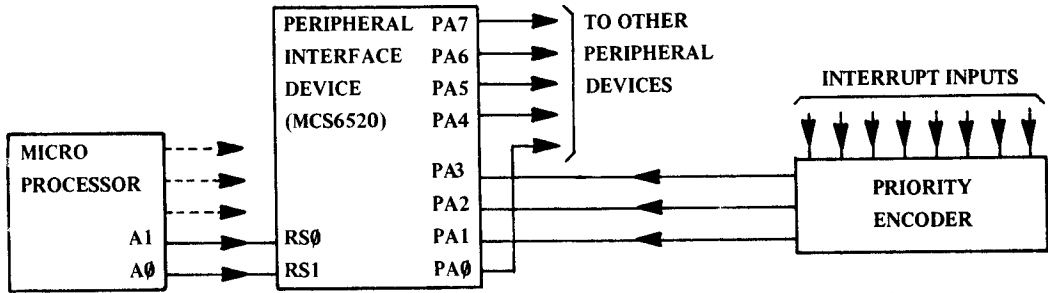 PERIPHERAL
INTERFACE
DEVICE
(MCS6520)
PA7
PA6
PA5
PA4
PA3
PA2
PA1
PAØ
RSØ
RS1
TO OTHER
PERIPHERAL
DEVICES
INTERRUPT INPUTS
MICRO
PROCESSOR
A1
AØ
PRIORITY
ENCODER